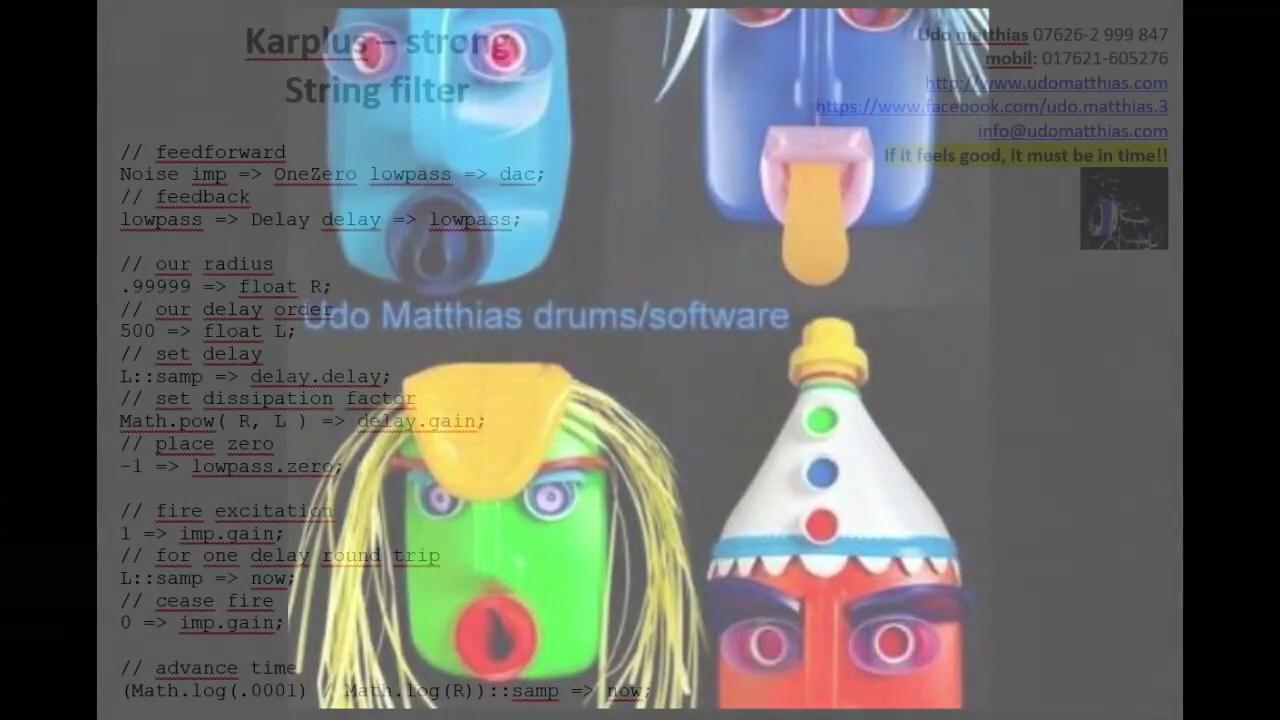 Karplus – strong
String filter
Udo matthias 07626-2 999 847
mobil: 017621-605276
http://www.udomatthias.com
https://www.facebook.com/udo.matthias.3
info@udomatthias.com
If it feels good, it must be in time!!
// feedforward
Noise imp => OneZero lowpass => dac;
// feedback
lowpass => Delay delay => lowpass;
// our radius
.99999 => float R;
// our delay order
500 => float L;
Udo Matthias drums/software
// set delay
L::samp => delay.delay;
// set dissipation factor
Math.pow( R, L ) => delay.gain;
// place zero
-1 => lowpass.zero;
// fire excitation
1 => imp.gain;
// for one delay round trip
L::samp => now;
// cease fire
0 => imp.gain;
// advance time
(Math.log(.0001) / Math.log(R))::samp => now;